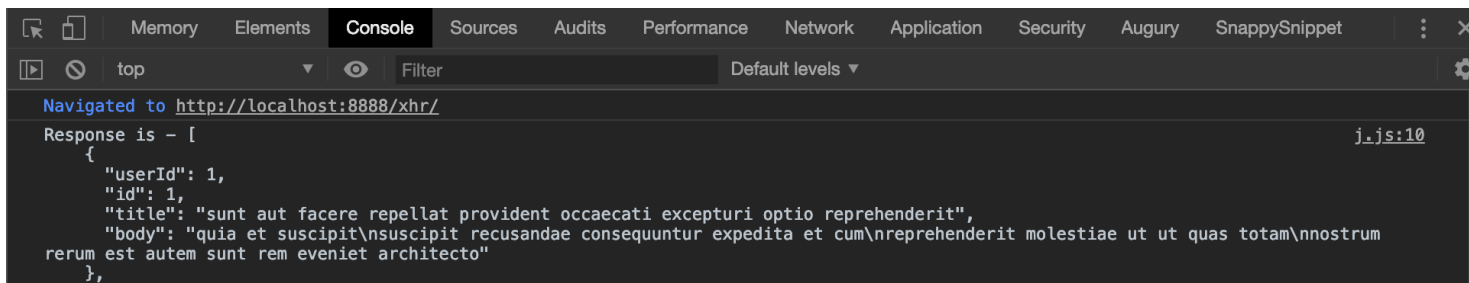 Memory Elements Console Sources Audits Performance Network Application Security Augury SnappySnippet
top Filter Default levels
Navigated to http://localhost:8888/xhr/
Response is – [ j.js:10
{
"userId": 1,
"id": 1,
"title": "sunt aut facere repellat provident occaecati excepturi optio reprehenderit",
"body": "quia et suscipit\nsuscipit recusandae consequuntur expedita et cum\nreprehenderit molestiae ut ut quas totam\nnostrum
rerum est autem sunt rem eveniet architecto"
},